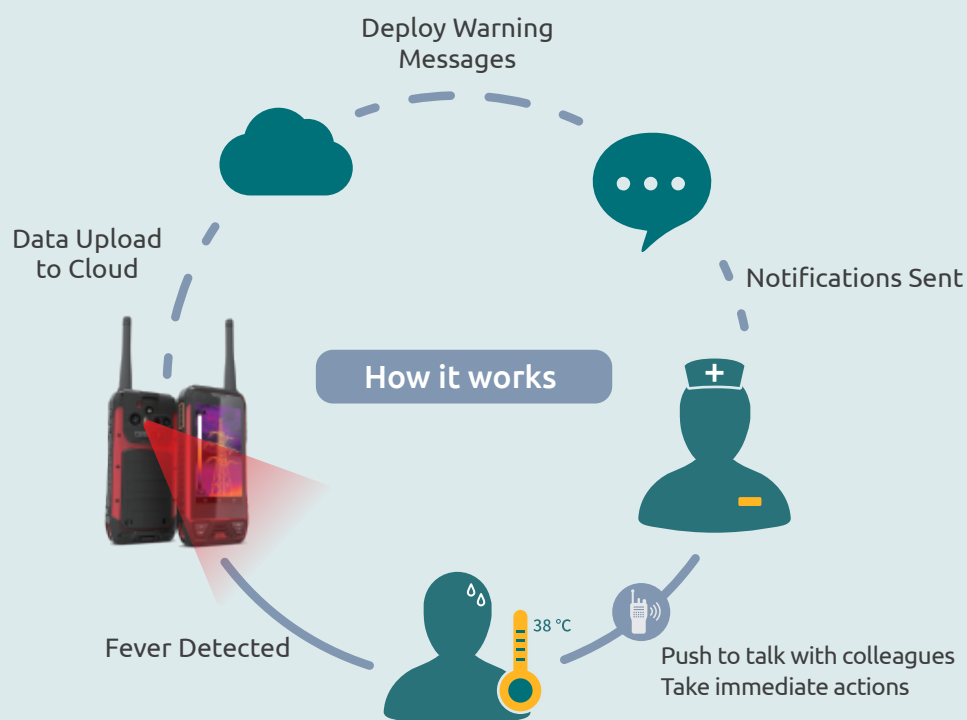 Deploy Warning
Messages
Data Upload
to Cloud
Notifications Sent
How it works
Fever Detected
38 °C
Push to talk with colleagues
Take immediate actions